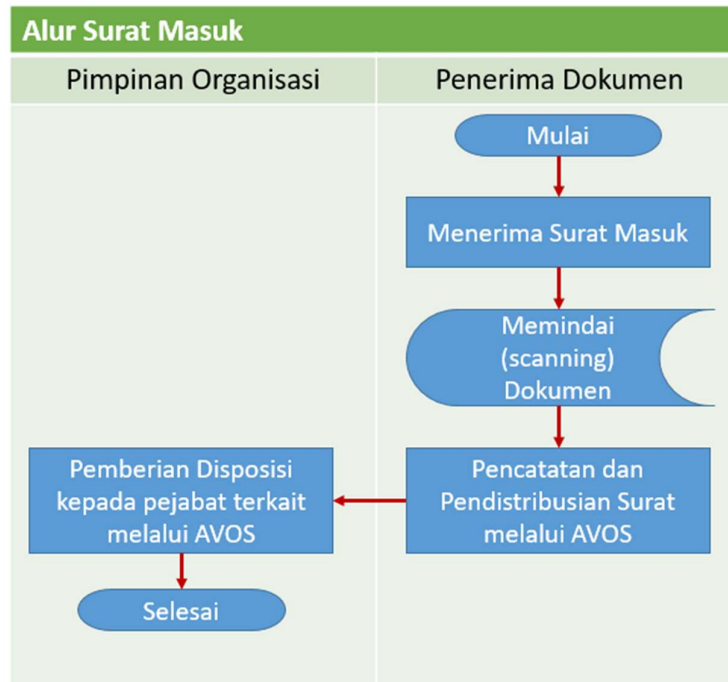 Alur Surat Masuk
Pimpinan Organisasi
Penerima Dokumen
Mulai
Menerima Surat Masuk
Memindai
(scanning)
Dokumen
Pencatatan dan
Pendistribusian Surat
melalui AVOS
Pemberian Disposisi
kepada pejabat terkait
melalui AVOS
Selesai